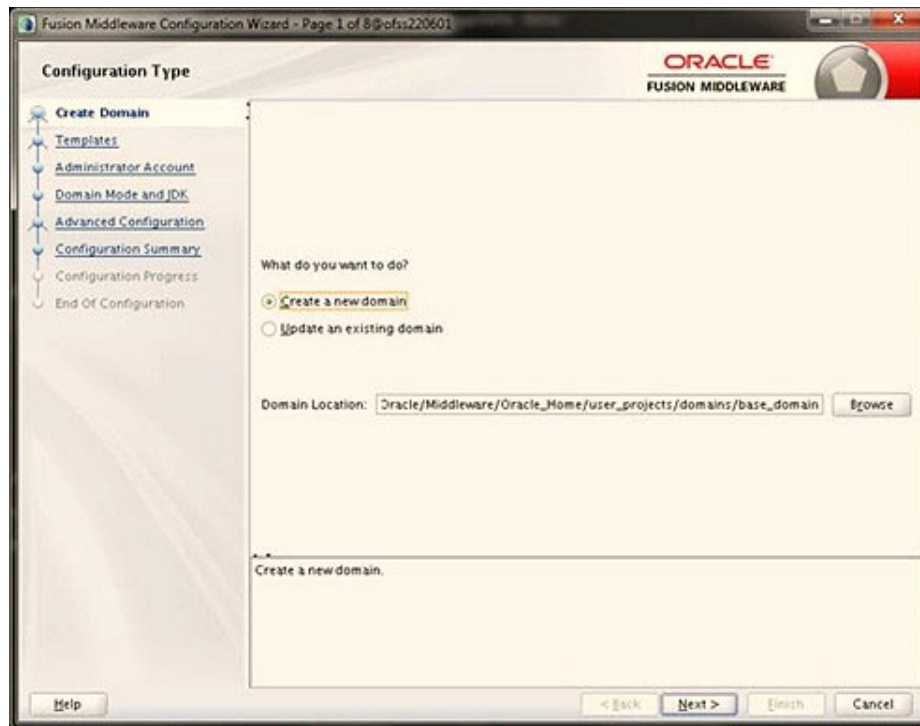 Fusion Middleware Configuration Wizard - Page 1 of 8@ofss220601
Configuration Type
ORACLE
FUSION MIDDLEWARE
Create Domain
Templates
Administrator Account
Domain Mode and JDK
Advanced Configuration
Configuration Summary
Configuration Progress
End Of Configuration
What do you want to do?
Create a new domain
Update an existing domain
Domain Location: Oracle/Middleware/Oracle_Home/user_projects/domains/base_domain Browse
Create a new domain.
Help < Back Next > Finish Cancel